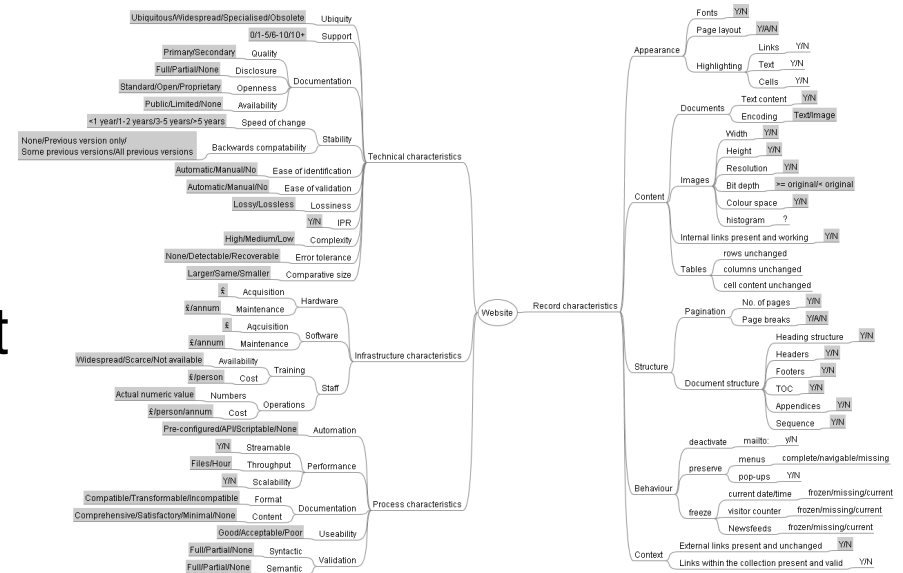 Ubiquitous/Widespread/Specialised/Obsolete Ubiquity
0/1-5/6-10/10+ Support
Primary/Secondary Quality
Full/Partial/None Disclosure
Standard/Open/Proprietary Openness
Public/Limited/None Availability
Documentation
<1 year/1-2 years/3-5 years/>5 years Speed of change
None/Previous version only/
Some previous versions/All previous versions
Backwards compatability
Stability
Technical characteristics
Automatic/Manual/No Ease of identification
Automatic/Manual/No Ease of validation
Lossy/Lossless Lossiness
Y/N IPR
High/Medium/Low Complexity
None/Detectable/Recoverable Error tolerance
Larger/Same/Smaller Comparative size
£ Acquisition
£/annum Maintenance
Hardware
£ Aqcuisition
£/annum Maintenance
Software
Infrastructure characteristics
Widespread/Scarce/Not available Availability
£/person Cost
Training
Staff
Actual numeric value Numbers
£/person/annum Cost
Operations
Pre-configured/API/Scriptable/None Automation
Y/N Streamable
Files/Hour Throughput
Y/N Scalability
Performance
Compatible/Transformable/Incompatible Format
Comprehensive/Satisfactory/Minimal/None Content
Documentation
Process characteristics
Good/Acceptable/Poor Useability
Full/Partial/None Syntactic
Full/Partial/None Semantic
Validation
t
Website
Record characteristics
Appearance
Fonts Y/N
Page layout Y/A/N
Highlighting
Links Y/N
Text Y/N
Cells Y/N
Content
Documents
Text content Y/N
Encoding Text/Image
Images
Width Y/N
Height Y/N
Resolution Y/N
Bit depth >= original/< original
Colour space Y/N
histogram ?
Internal links present and working Y/N
Tables
rows unchanged
columns unchanged
cell content unchanged
Structure
Pagination
No. of pages Y/N
Page breaks Y/A/N
Document structure
Heading structure Y/N
Headers Y/N
Footers Y/N
TOC Y/N
Appendices Y/N
Sequence Y/N
Behaviour
deactivate mailto: y/N
preserve
menus complete/navigable/missing
pop-ups Y/N
freeze
current date/time frozen/missing/current
visitor counter frozen/missing/current
Newsfeeds frozen/missing/current
Context
External links present and unchanged Y/N
Links within the collection present and valid Y/N